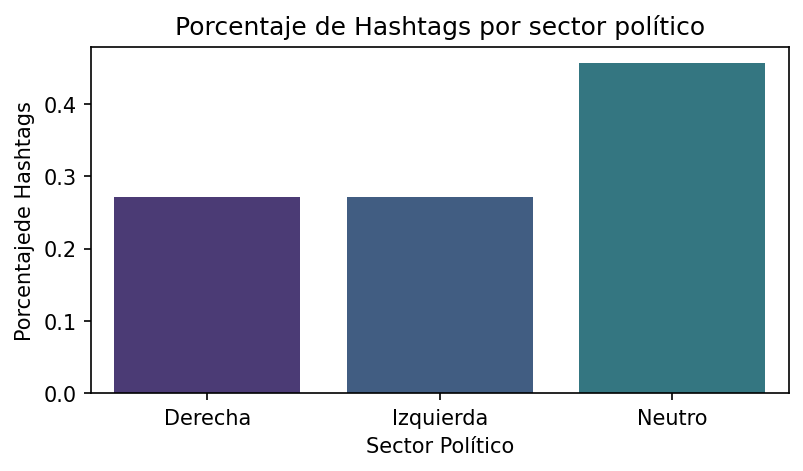 Porcentaje de Hashtags por sector político
Porcentajede Hashtags
0.4
0.3
0.2
0.1
0.0
Derecha
Izquierda
Neutro
Sector Político